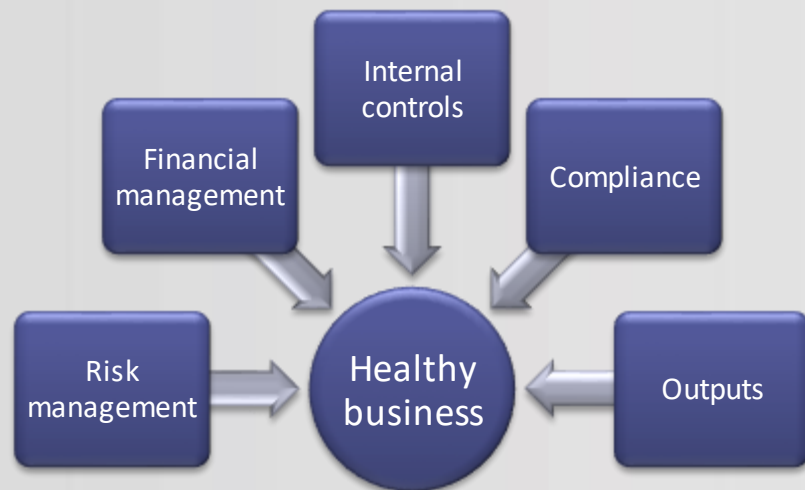 Internal
controls
Financial
management
Compliance
Risk
management
Healthy
business
Outputs